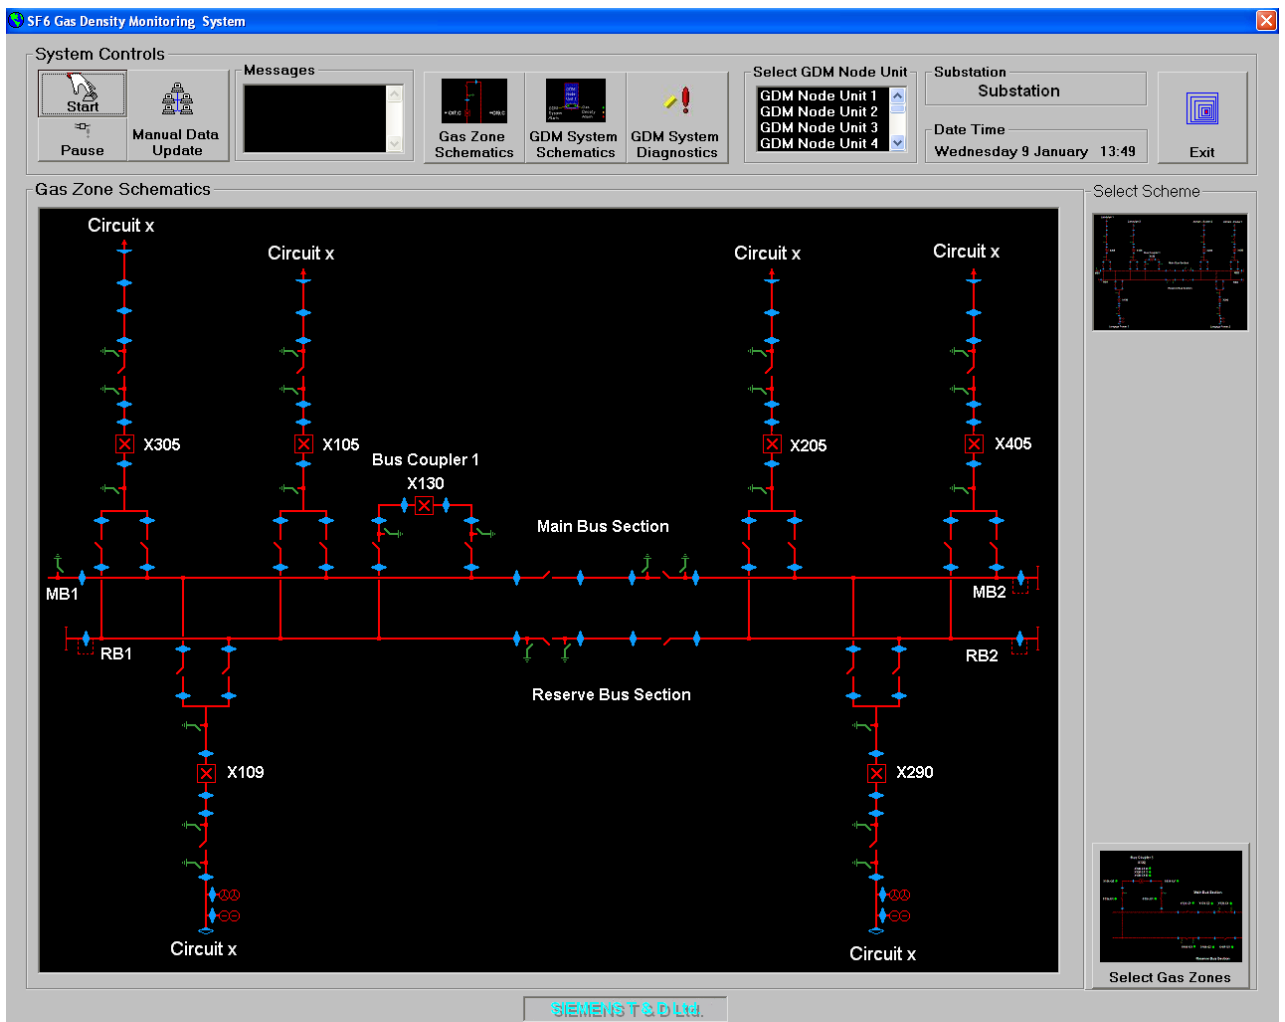 SF6 Gas Density Monitoring System
System Controls
Start
Pause
Manual Data
Update
Messages
Gas Zone
Schematics
GDM System
Schematics
GDM System
Diagnostics
Select GDM Node Unit
GDM Node Unit 1
GDM Node Unit 2
GDM Node Unit 3
GDM Node Unit 4
Substation
Substation
Date Time
Wednesday 9 January 13:49
Exit
Gas Zone Schematics
Select Scheme
Circuit x
Circuit x
Circuit x
Circuit x
X305
X105
Bus Coupler 1
X130
X205
X405
Main Bus Section
MB1
MB2
RB1
RB2
Reserve Bus Section
X109
X290
Circuit x
Circuit x
Select Gas Zones
SIEMENS T & D Ltd.